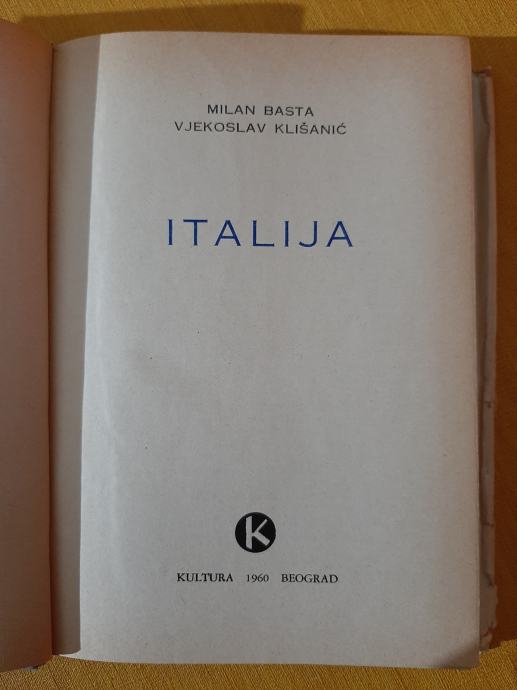 MILAN BASTA
VJEKOSLAV KLIŠANIĆ
ITALIJA
K
KULTURA 1960 BEOGRAD